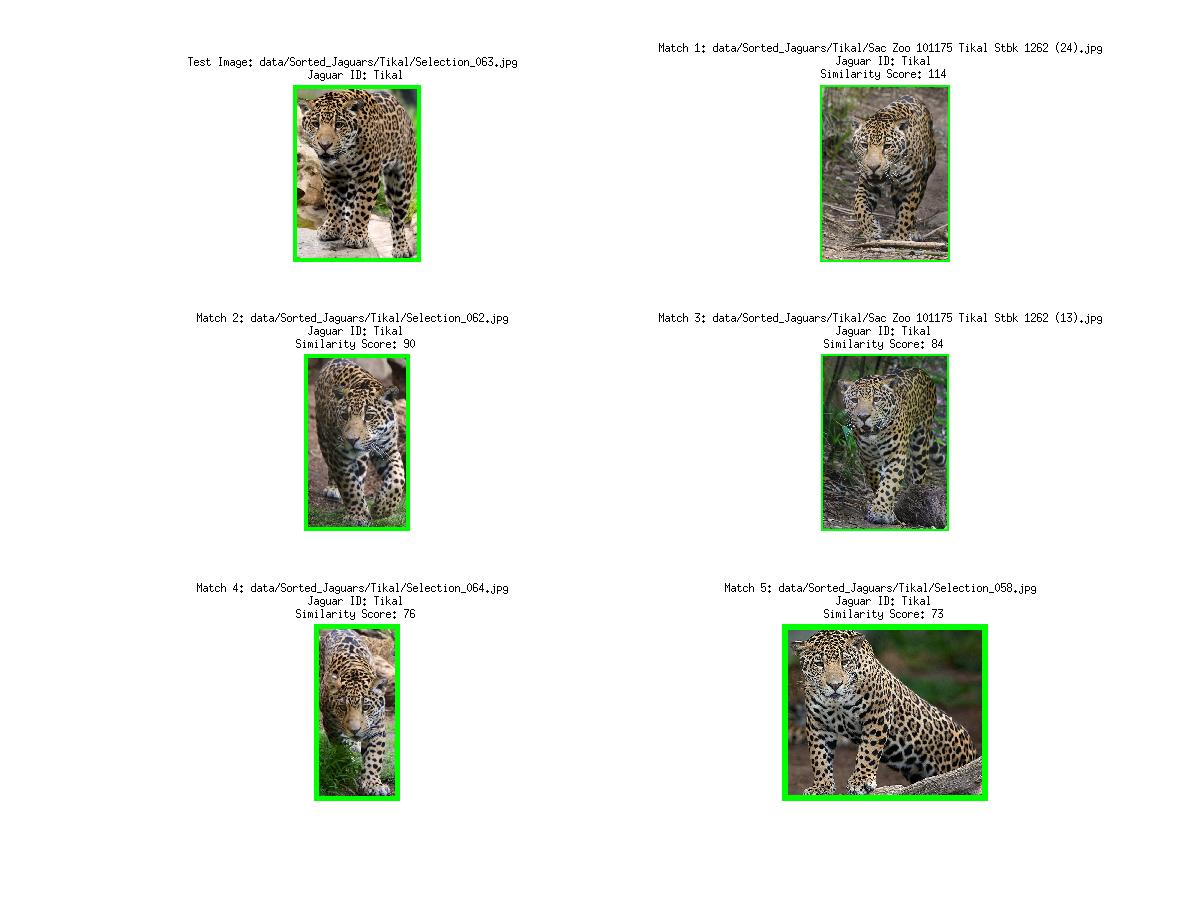 Test Image: data/Sorted_Jaguars/Tikal/Selection_063.jpg
Jaguar ID: Tikal
Match 1: data/Sorted_Jaguars/Tikal/Sac Zoo 101175 Tikal Stbk 1262 (24).jpg
Jaguar ID: Tikal
Similarity Score: 114
Match 2: data/Sorted_Jaguars/Tikal/Selection_062.jpg
Jaguar ID: Tikal
Similarity Score: 90
Match 3: data/Sorted_Jaguars/Tikal/Sac Zoo 101175 Tikal Stbk 1262 (13).jpg
Jaguar ID: Tikal
Similarity Score: 84
Match 4: data/Sorted_Jaguars/Tikal/Selection_064.jpg
Jaguar ID: Tikal
Similarity Score: 76
Match 5: data/Sorted_Jaguars/Tikal/Selection_058.jpg
Jaguar ID: Tikal
Similarity Score: 73